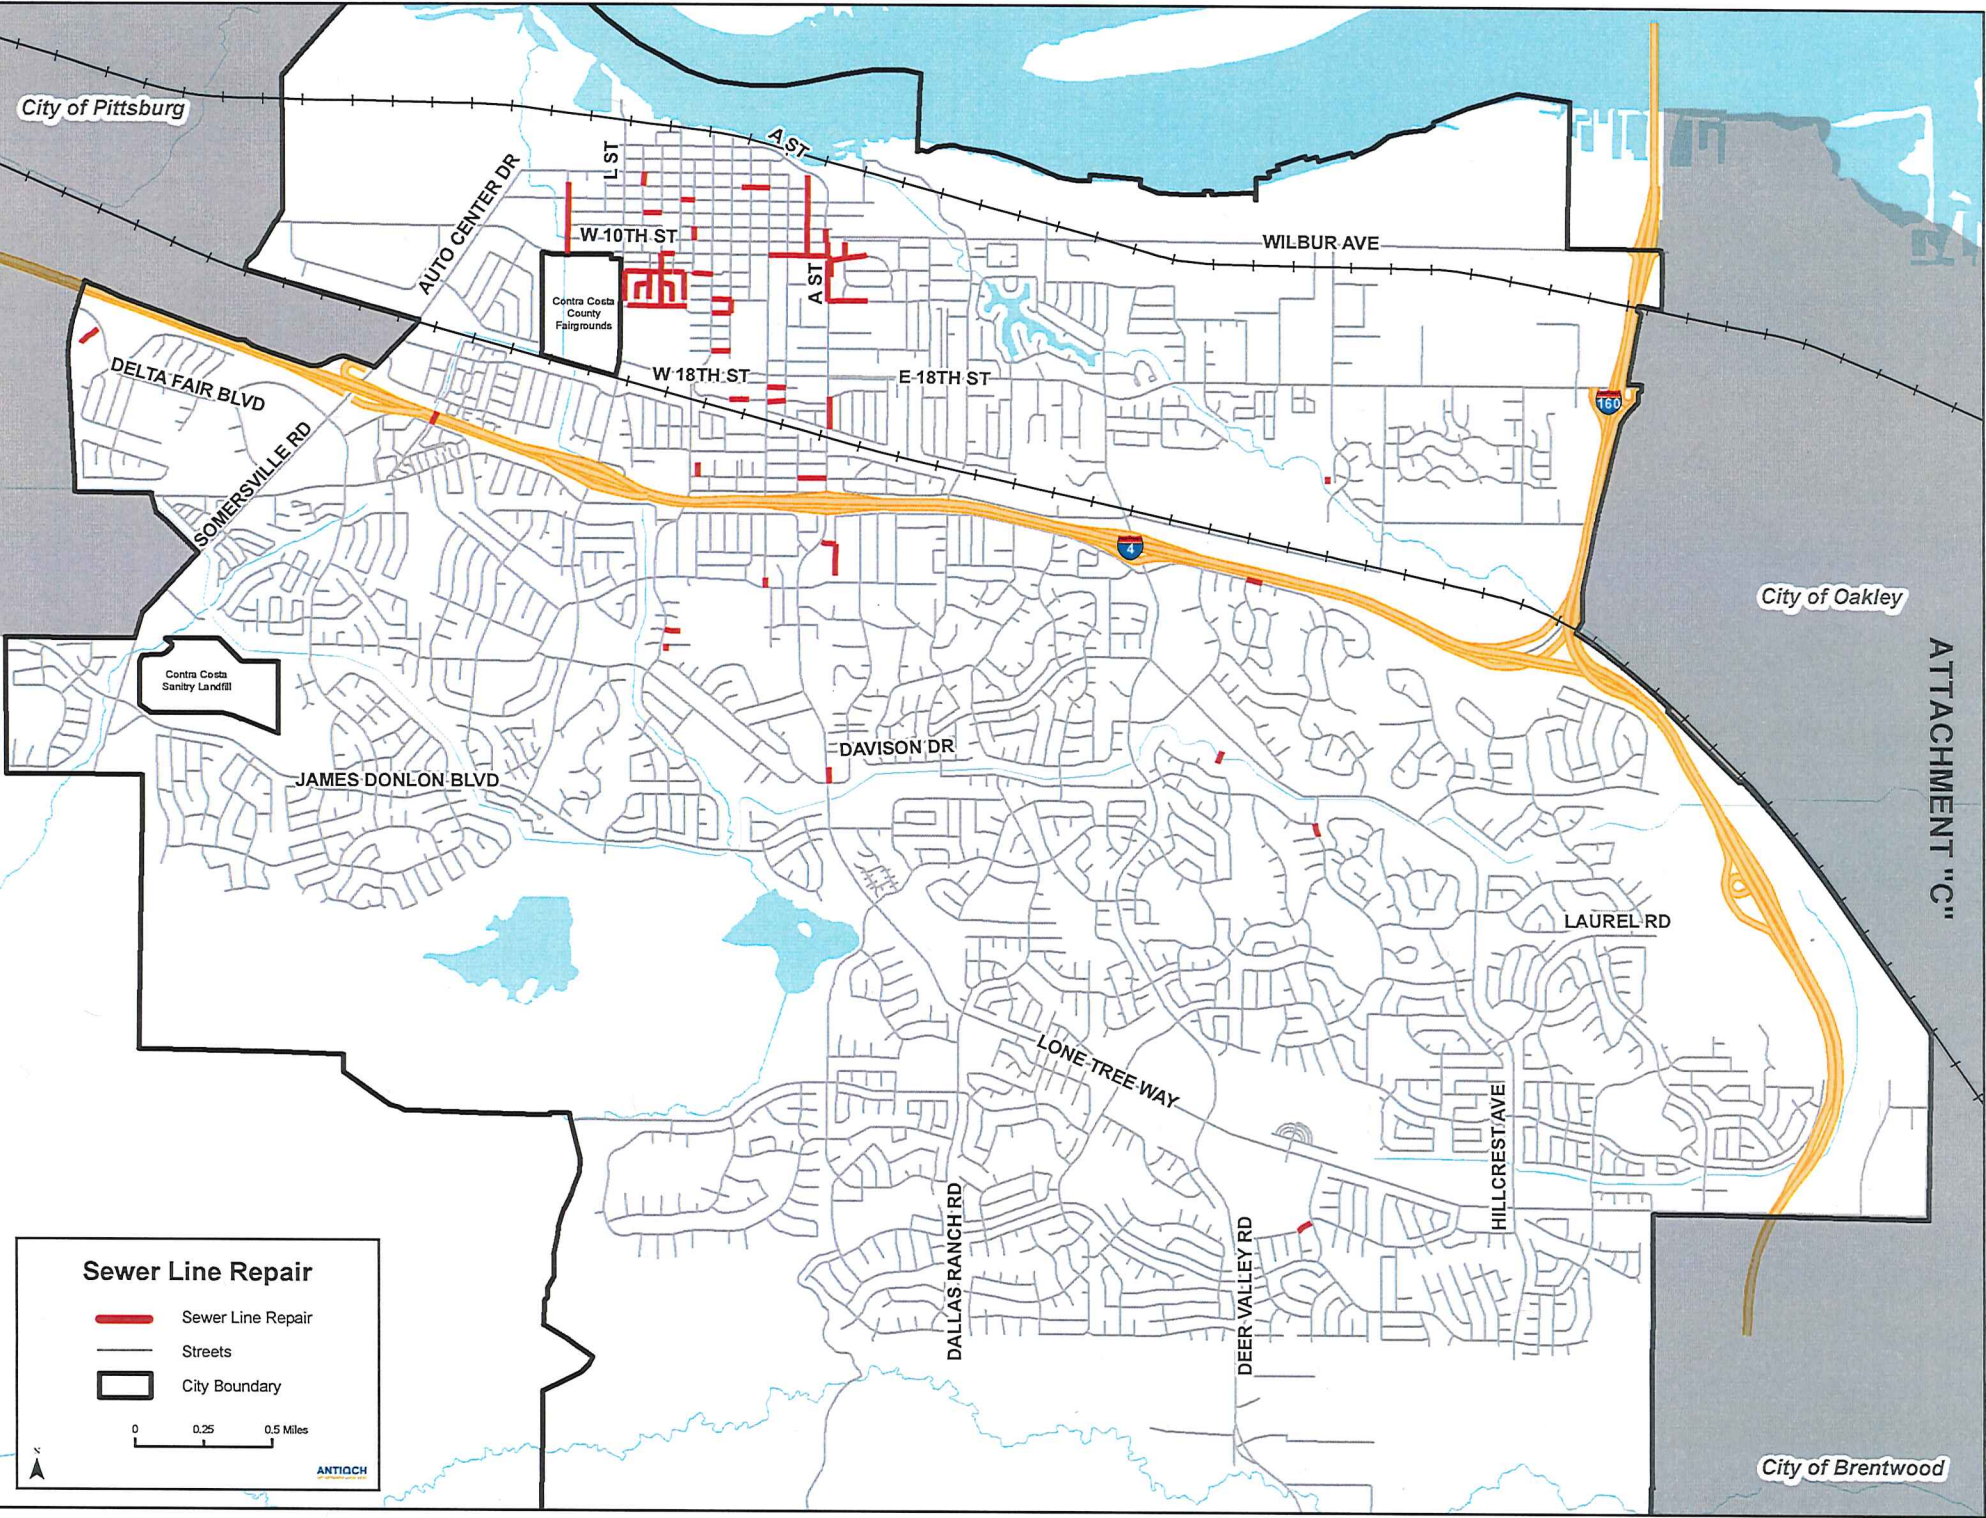 City of Pittsburg
A ST
L ST
AUTO CENTER DR
W 10TH ST
WILBUR AVE
A ST
Contra Costa
County
Fairgrounds
DELTA FAIR BLVD
W 18TH ST
E 18TH ST
160
SOMERSVILLE RD
4
City of Oakley
ATTACHMENT "C"
Contra Costa
Sanitry Landfill
DAVISON DR
JAMES DONLON BLVD
LAUREL RD
LONE TREE WAY
HILLCREST AVE
DALLAS RANCH RD
DEER VALLEY RD
Sewer Line Repair
Sewer Line Repair
Streets
City Boundary
0 0.25 0.5 Miles
z
ANTIOCH
City of Brentwood